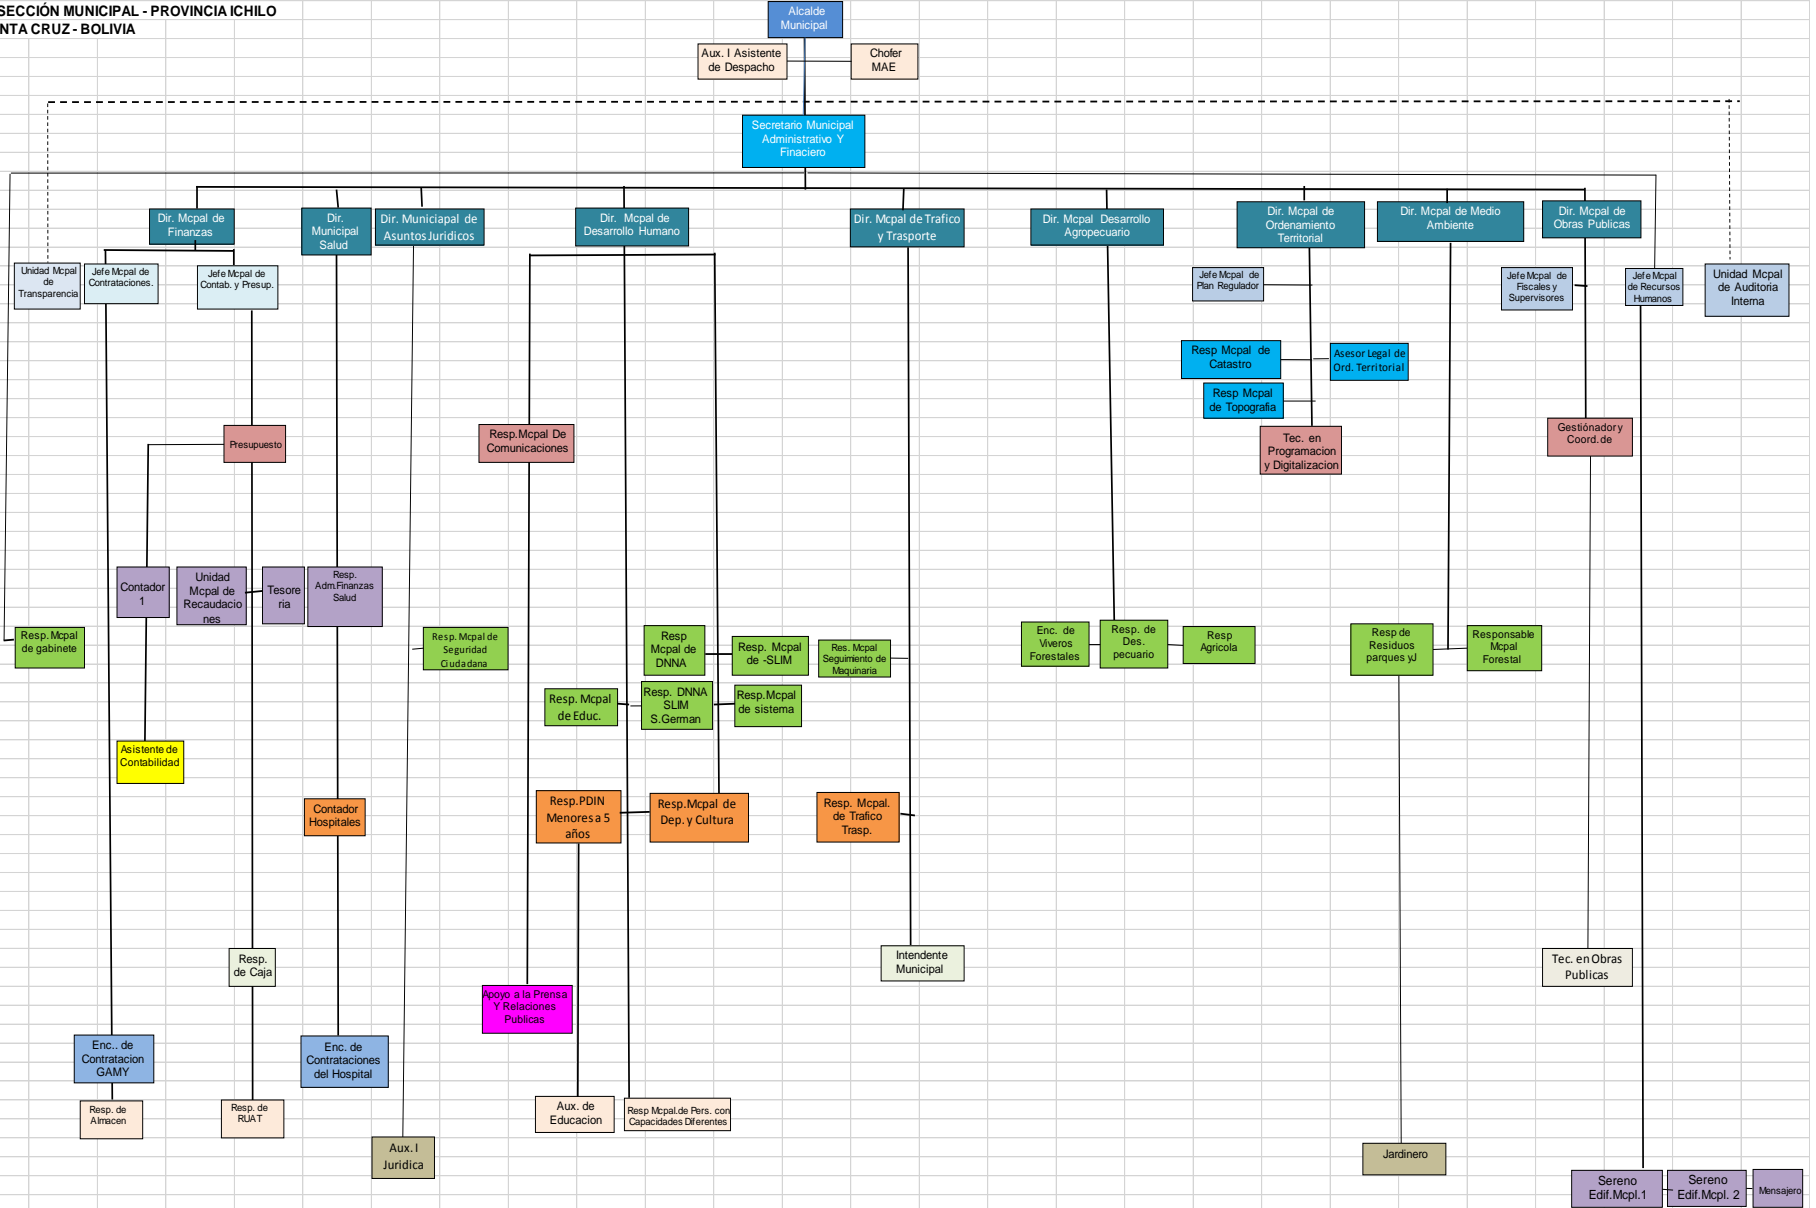 SECCIÓN MUNICIPAL - PROVINCIA ICHILO
NTA CRUZ - BOLIVIA
Alcalde
Municipal
Aux. I Asistente
de Despacho
Chofer
MAE
Secretario Municipal
Administrativo Y
Finaciero
Dir. Mcpal de
Finanzas
Dir.
Municipal
Salud
Dir. Municiapal de
Asuntos Juridicos
Dir. Mcpal de
Desarrollo Humano
Dir. Mcpal de Trafico
y Trasporte
Dir. Mcpal Desarrollo
Agropecuario
Dir. Mcpal de
Ordenamiento
Territorial
Dir. Mcpal de Medio
Ambiente
Dir. Mcpal de
Obras Publicas
Unidad Mcpal
de
Transparencia
Jefe Mcpal de
Contrataciones.
Jefe Mcpal de
Contab. y Presup.
Jefe Mcpal de
Plan Regulador
Jefe Mcpal de
Fiscales y
Supervisores
Jefe Mcpal
de Recursos
Humanos
Unidad Mcpal
de Auditoria
Interna
Resp Mcpal de
Catastro
Asesor Legal de
Ord. Territorial
Resp Mcpal
de Topografia
Presupuesto
Resp.Mcpal De
Comunicaciones
Tec. en
Programacion
y Digitalizacion
Gestiónador y
Coord.de
Contador
1
Unidad
Mcpal de
Recaudacio
nes
Tesore
ria
Resp.
Adm.Finanzas
Salud
Resp. Mcpal
de gabinete
Resp. Mcpal de
Seguridad
Ciudadana
Resp
Mcpal de
DNNA
Resp. Mcpal
de -SLIM
Res. Mcpal
Seguimiento de
Maquinaria
Enc. de
Viveros
Forestales
Resp. de
Des.
pecuario
Resp
Agricola
Resp de
Residuos
parques yJ
Responsable
Mcpal
Forestal
Resp. Mcpal
de Educ.
Resp. DNNA
SLIM
S.German
Resp.Mcpal
de sistema
Asistente de
Contabilidad
Contador
Hospitales
Resp.PDIN
Menores a 5
años
Resp.Mcpal de
Dep. y Cultura
Resp. Mcpal.
de Trafico
Trasp.
Resp.
de Caja
Intendente
Municipal
Tec. en Obras
Publicas
Apoyo a la Prensa
Y Relaciones
Publicas
Enc.. de
Contratacion
GAMY
Enc. de
Contrataciones
del Hospital
Resp. de
Almacen
Resp. de
RUAT
Aux. de
Educacion
Resp Mcpal.de Pers. con
Capacidades Diferentes
Aux. I
Juridica
Jardinero
Sereno
Edif.Mcpl.1
Sereno
Edif.Mcpl. 2
Mensajero